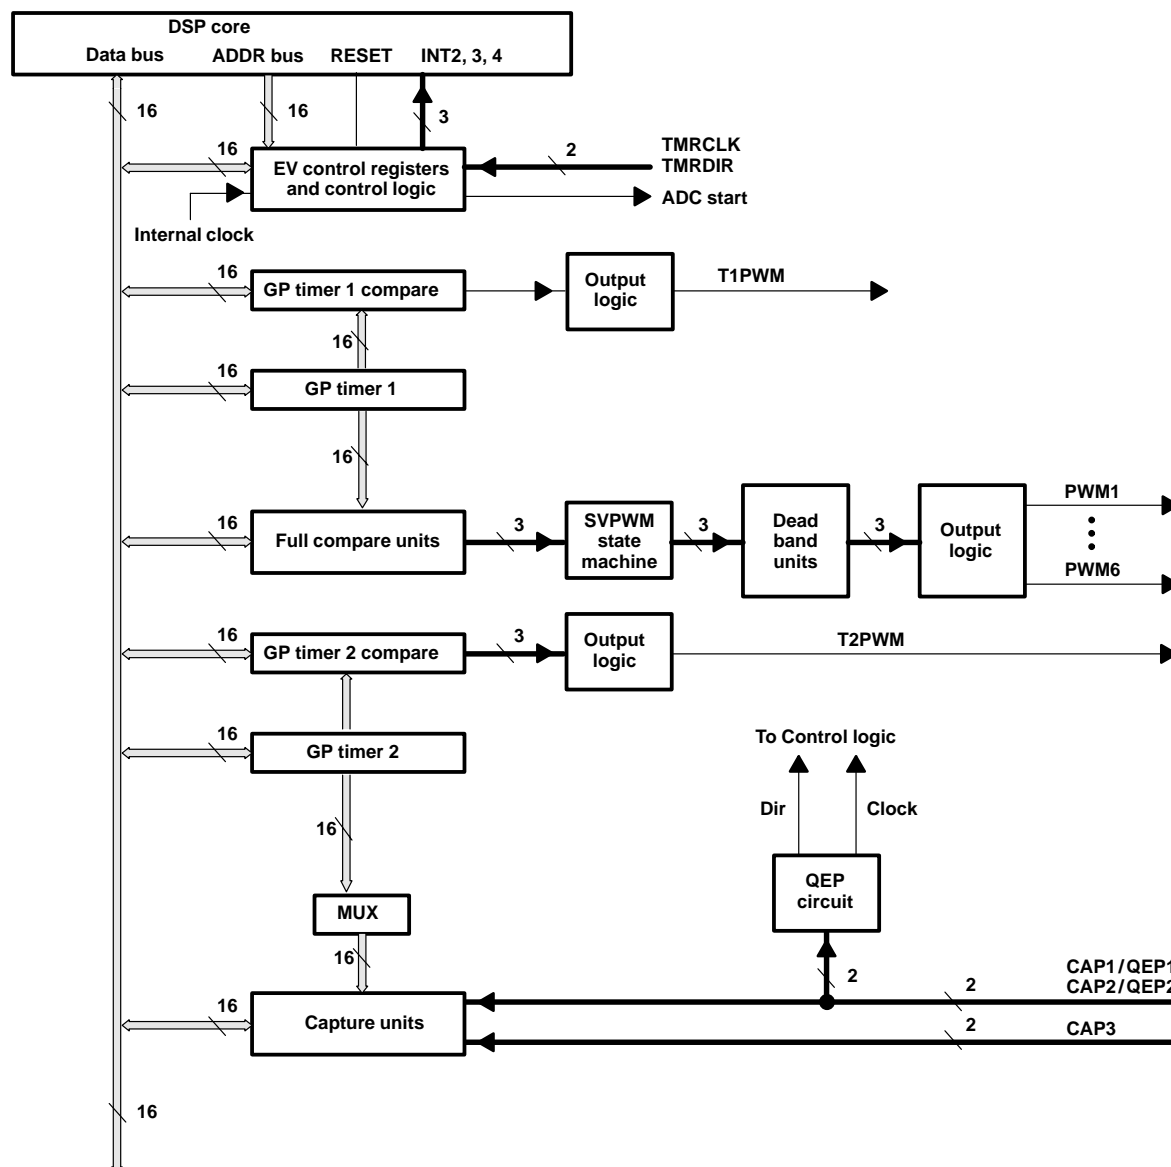 DSP core
Data bus ADDR bus RESET INT2, 3, 4
16 16 3
16 2 TMRCLK
TMRDIR
EV control registers
and control logic
ADC start
Internal clock
16 GP timer 1 compare
Output
logic
T1PWM
16
16 GP timer 1
16
16 Full compare units 3
SVPWM
state
machine
3
Dead
band
units
3
Output
logic
PWM1
PWM6
16 GP timer 2 compare 3
Output
logic
T2PWM
16 GP timer 2
To Control logic
Dir Clock
16
QEP
circuit
MUX
16
2 2 CAP1/QEP1
CAP2/QEP2
16 Capture units
2 CAP3
16